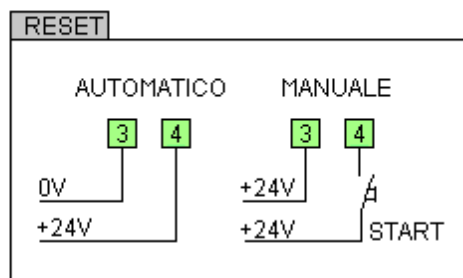 RESET
AUTOMATICO MANUALE
3 4 3 4
0V +24V
+24V +24V START